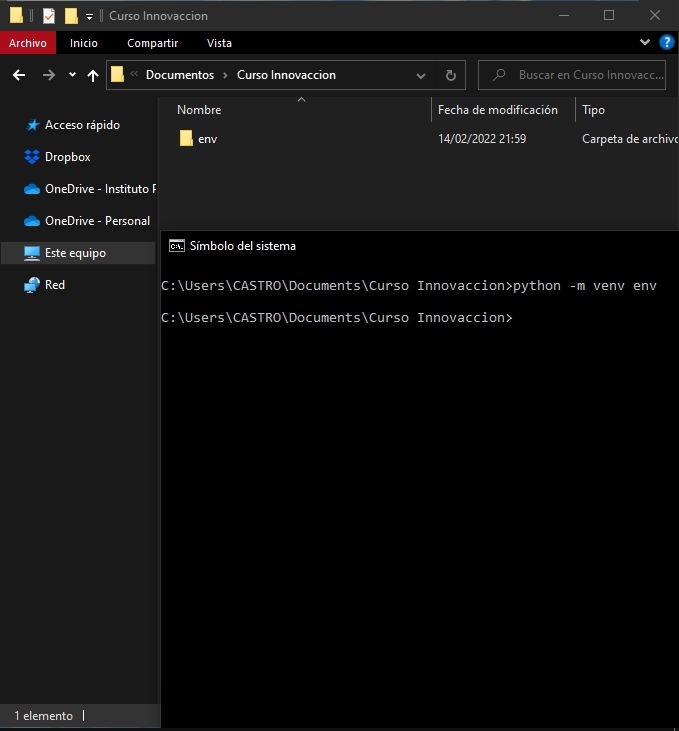 Curso Innovaccion
Archivo Inicio Compartir Vista
Documentos Curso Innovaccion Buscar en Curso Innovacc...
Nombre Fecha de modificación Tipo
env 14/02/2022 21:59 Carpeta de archivo
Acceso rápido
Dropbox
OneDrive - Instituto P
OneDrive - Personal
Este equipo
Red
Símbolo del sistema
C:\Users\CASTRO\Documents\Curso Innovaccion>python -m venv env
C:\Users\CASTRO\Documents\Curso Innovaccion>
1 elemento